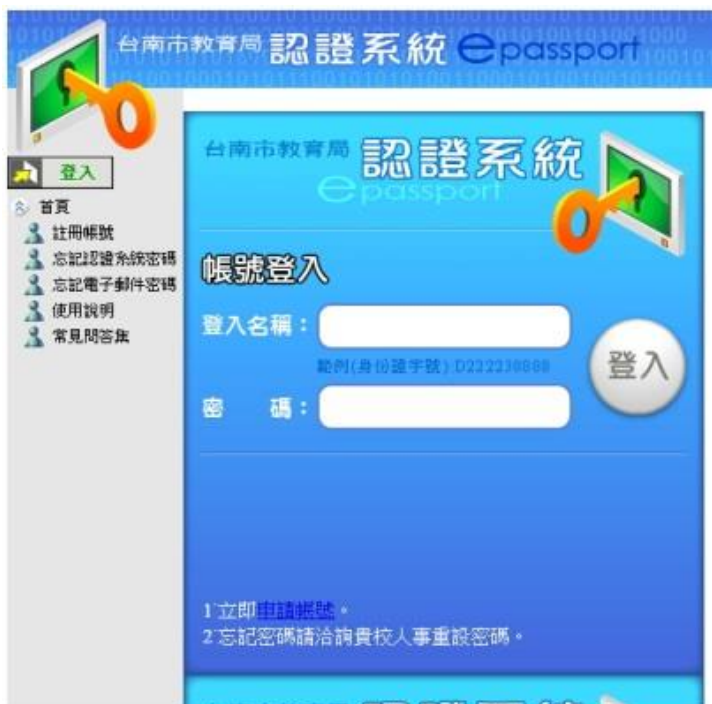 台南市教育局 認證系統 epassport
登入
首頁
註冊帳號
忘記認證系統密碼
忘記電子郵件密碼
使用說明
常見問答集
台南市教育局 認證系統
epassport
帳號登入
登入名稱：
範例(身份證字號):D222230888
登入
密 碼：
1 立即申請帳號。
2 忘記密碼請洽詢貴校人事重設密碼。